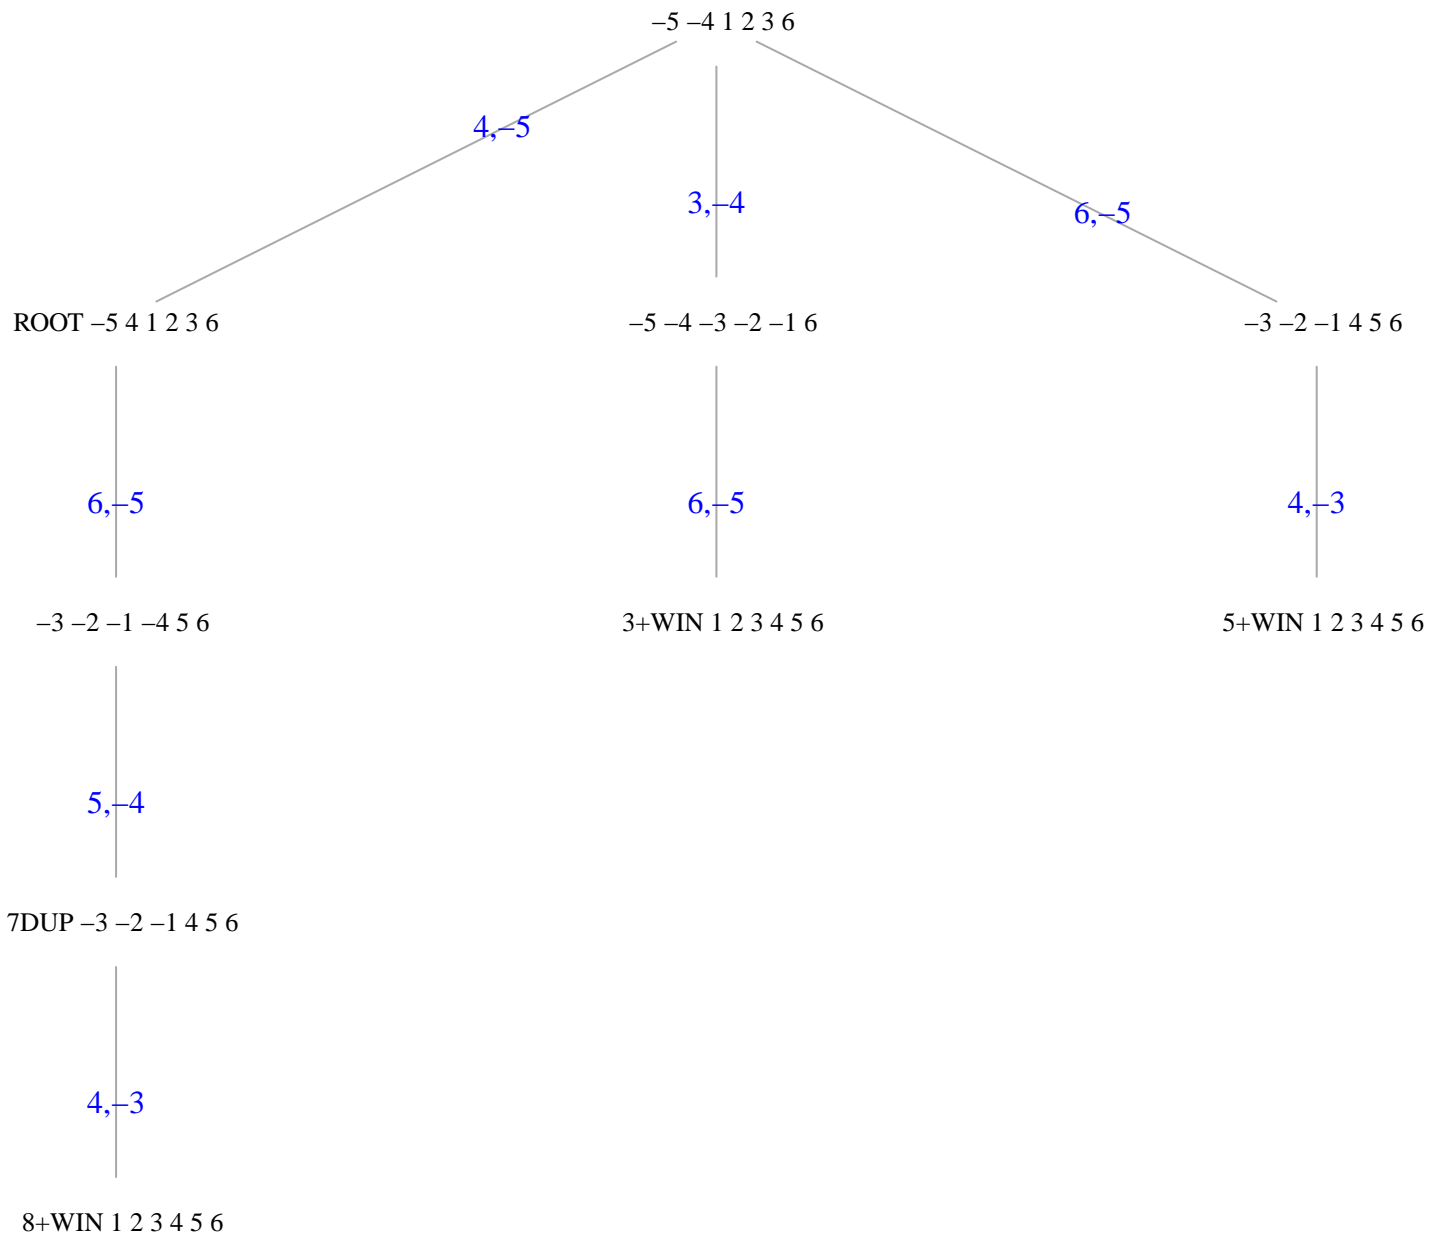 –5 –4 1 2 3 6
4,–5
3,–4
6,–5
ROOT –5 4 1 2 3 6
–5 –4 –3 –2 –1 6
–3 –2 –1 4 5 6
6,–5
6,–5
4,–3
–3 –2 –1 –4 5 6
3+WIN 1 2 3 4 5 6
5+WIN 1 2 3 4 5 6
5,–4
7DUP –3 –2 –1 4 5 6
4,–3
8+WIN 1 2 3 4 5 6